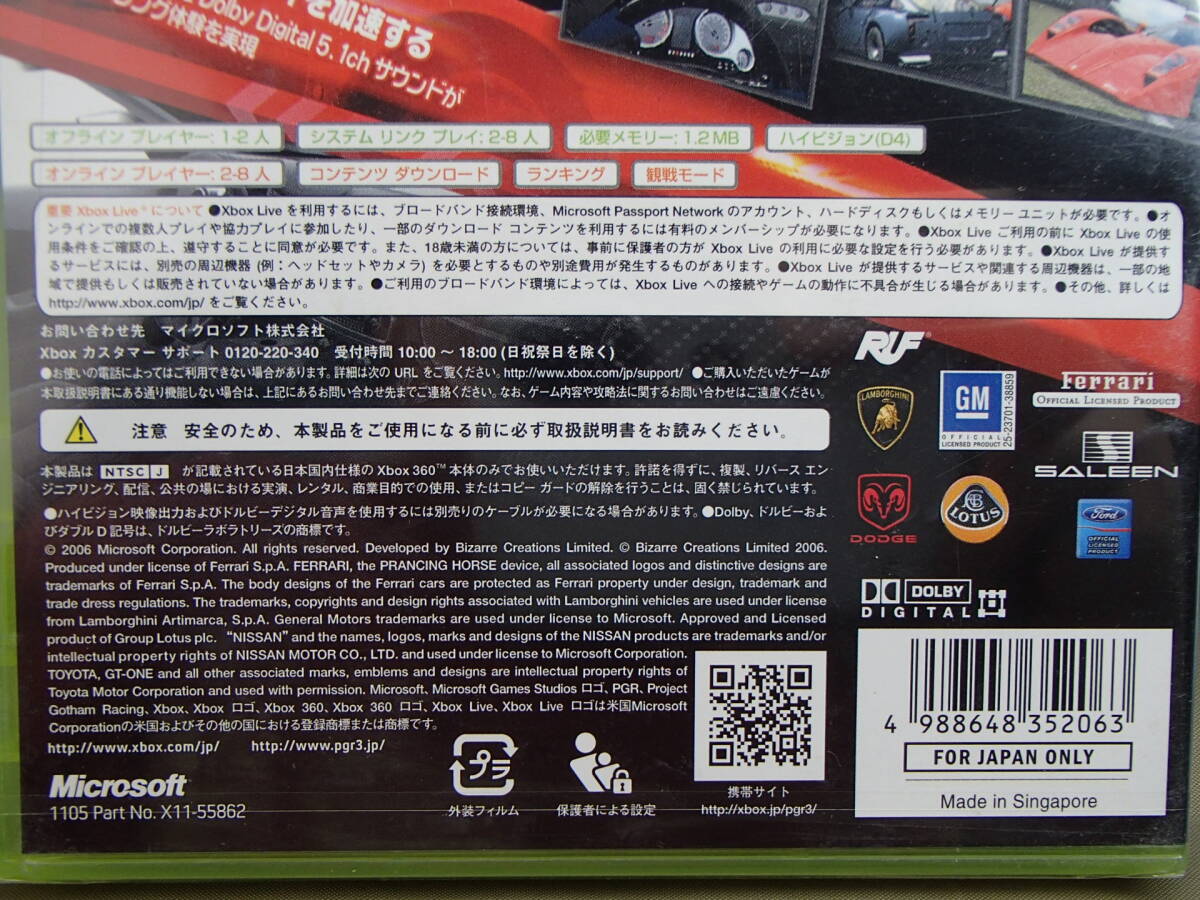 を加速する
Dolby Digital 5.1ch サウンドが
ング体験を実現
オフライン プレイヤー: 1-2 人
システム リンク プレイ: 2-8 人
必要メモリー: 1.2 MB
ハイビジョン(D4)
オンライン プレイヤー: 2-8 人
コンテンツ ダウンロード
ランキング
観戦モード
重要 Xbox Live® について ●Xbox Live を利用するには、ブロードバンド接続環境、Microsoft Passport Network のアカウント、ハードディスクもしくはメモリー ユニットが必要です。●オ
ンラインでの複数人プレイや協力プレイに参加したり、一部のダウンロード コンテンツを利用するには有料のメンバーシップが必要になります。●Xbox Live ご利用の前に Xbox Live の使
用条件をご確認の上、遵守することに同意が必要です。また、18歳未満の方については、事前に保護者の方が Xbox Live の利用に必要な設定を行う必要があります。●Xbox Live が提供す
るサービスには、別売の周辺機器 (例：ヘッドセットやカメラ) を必要とするものや別途費用が発生するものがあります。●Xbox Live が提供するサービスや関連する周辺機器は、一部の地
域で提供もしくは販売されていない場合があります。●ご利用のブロードバンド環境によっては、Xbox Live への接続やゲームの動作に不具合が生じる場合があります。●その他、詳しくは
http://www.xbox.com/jp/ をご覧ください。
お問い合わせ先 マイクロソフト株式会社
Xbox カスタマー サポート 0120-220-340 受付時間 10:00 ～ 18:00 (日祝祭日を除く)
●お使いの電話によってはご利用できない場合があります。詳細は次の URL をご覧ください。http://www.xbox.com/jp/support/ ●ご購入いただいたゲームが
本取扱説明書にある通り機能しない場合は、上記にあるお問い合わせ先までご連絡ください。なお、ゲーム内容や攻略法に関するお問い合わせはご遠慮ください。
注意 安全のため、本製品をご使用になる前に必ず取扱説明書をお読みください。
本製品は NTSC J が記載されている日本国内仕様の Xbox 360™ 本体のみでお使いいただけます。許諾を得ずに、複製、リバース エン
ジニアリング、配信、公共の場における実演、レンタル、商業目的での使用、またはコピー ガードの解除を行うことは、固く禁じられています。
●ハイビジョン映像出力およびドルビーデジタル音声を使用するには別売りのケーブルが必要になる場合があります。●Dolby、ドルビーおよ
びダブル D 記号は、ドルビーラボラトリーズの商標です。
© 2006 Microsoft Corporation. All rights reserved. Developed by Bizarre Creations Limited. © Bizarre Creations Limited 2006.
Produced under license of Ferrari S.p.A. FERRARI, the PRANCING HORSE device, all associated logos and distinctive designs are
trademarks of Ferrari S.p.A. The body designs of the Ferrari cars are protected as Ferrari property under design, trademark and
trade dress regulations. The trademarks, copyrights and design rights associated with Lamborghini vehicles are used under license
from Lamborghini Artimarca, S.p.A. General Motors trademarks are used under license to Microsoft. Approved and Licensed
product of Group Lotus plc. “NISSAN” and the names, logos, marks and designs of the NISSAN products are trademarks and/or
intellectual property rights of NISSAN MOTOR CO., LTD. and used under license to Microsoft Corporation.
TOYOTA, GT-ONE and all other associated marks, emblems and designs are intellectual property rights of
Toyota Motor Corporation and used with permission. Microsoft, Microsoft Games Studios ロゴ, PGR, Project
Gotham Racing, Xbox, Xbox ロゴ, Xbox 360, Xbox 360 ロゴ, Xbox Live, Xbox Live ロゴは米国Microsoft
Corporationの米国およびその他の国における登録商標または商標です。
http://www.xbox.com/jp/ http://www.pgr3.jp/
Microsoft
1105 Part No. X11-55862
プラ
外装フィルム
保護者による設定
携帯サイト
http://xbox.jp/pgr3/
RUF
LAMBORGHINI
GM
OFFICIAL
LICENSED PRODUCT
25-23701-38859
Ferrari
OFFICIAL LICENSED PRODUCT
SALEEN
DODGE
LOTUS
Ford
OFFICIAL
LICENSED
PRODUCT
DOLBY
DIGITAL
4 988648 352063
FOR JAPAN ONLY
Made in Singapore